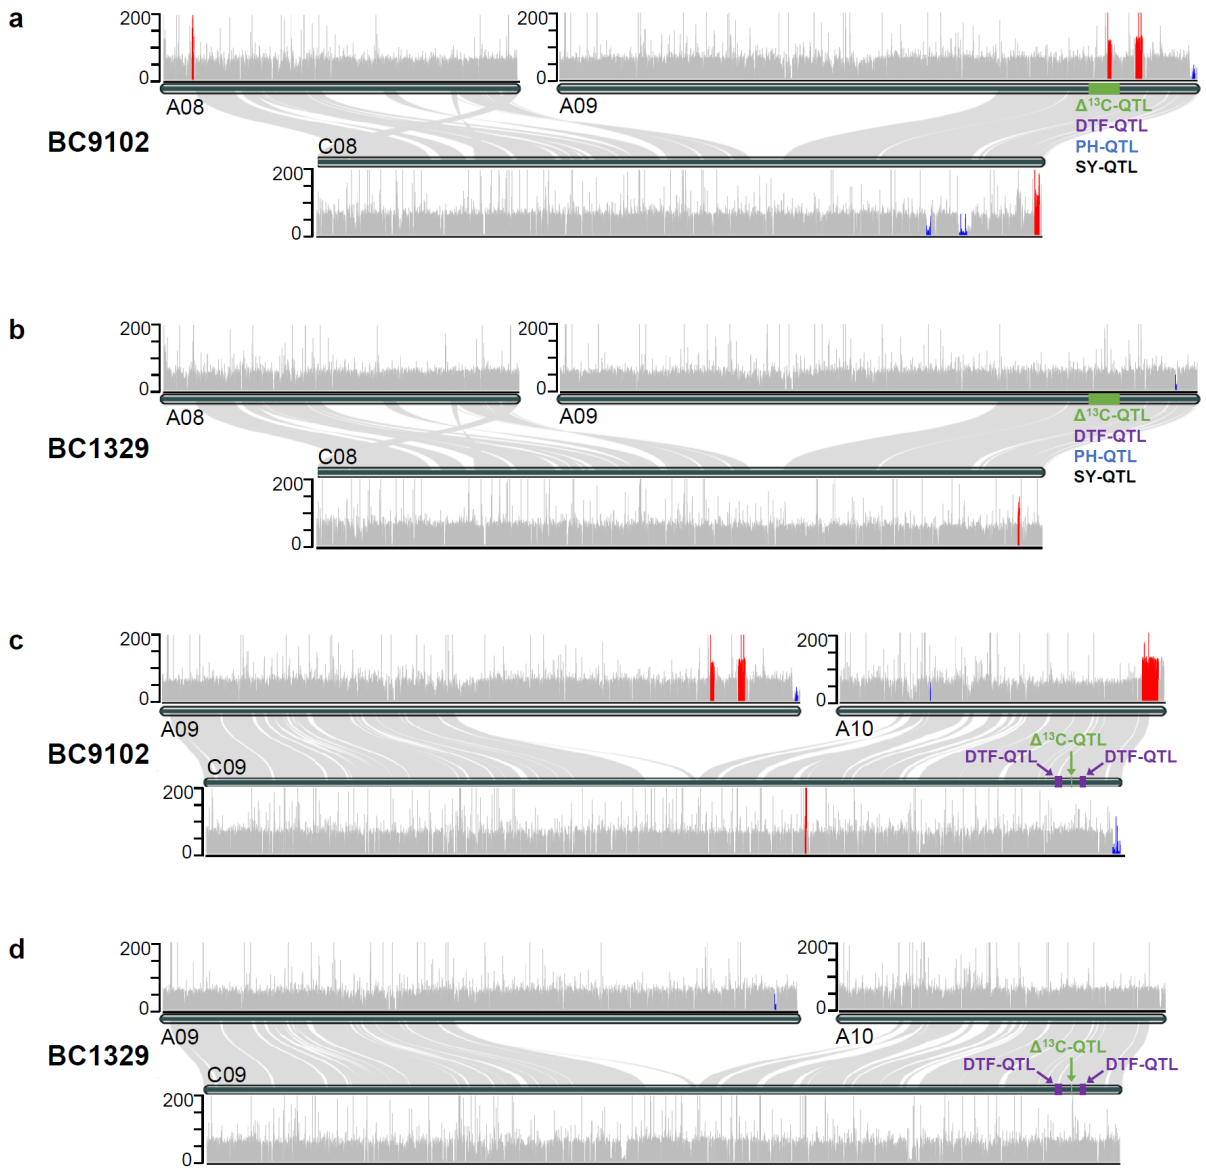 a
200
0
A08
200
0
A09
BC9102
Δ¹³C-QTL
DTF-QTL
PH-QTL
SY-QTL
C08
200
0
b
200
0
A08
200
0
A09
BC1329
Δ¹³C-QTL
DTF-QTL
PH-QTL
SY-QTL
C08
200
0
c
200
0
A09
200
0
A10
BC9102
Δ¹³C-QTL
DTF-QTL
DTF-QTL
C09
200
0
d
200
0
A09
200
0
A10
BC1329
Δ¹³C-QTL
DTF-QTL
DTF-QTL
C09
200
0